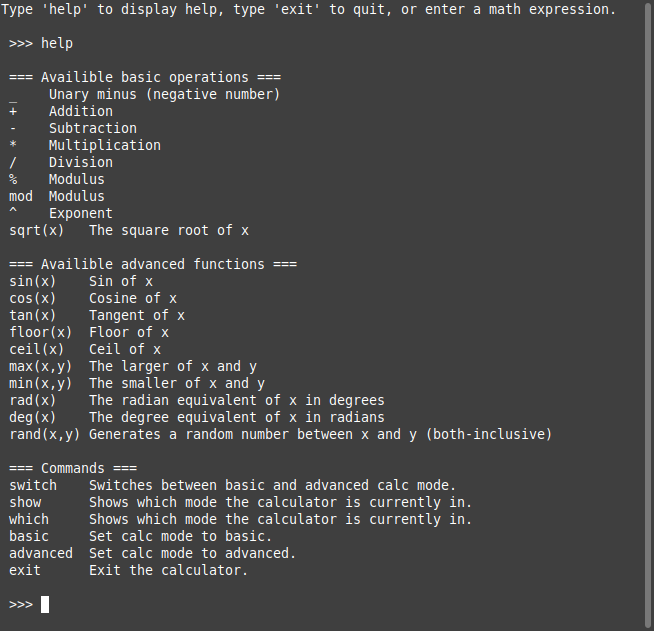 Type 'help' to display help, type 'exit' to quit, or enter a math expression.
>>> help
=== Availible basic operations ===
_    Unary minus (negative number)
+    Addition
-    Subtraction
*    Multiplication
/    Division
%    Modulus
mod  Modulus
^    Exponent
sqrt(x)   The square root of x
=== Availible advanced functions ===
sin(x)    Sin of x
cos(x)    Cosine of x
tan(x)    Tangent of x
floor(x)  Floor of x
ceil(x)   Ceil of x
max(x,y)  The larger of x and y
min(x,y)  The smaller of x and y
rad(x)    The radian equivalent of x in degrees
deg(x)    The degree equivalent of x in radians
rand(x,y) Generates a random number between x and y (both-inclusive)
=== Commands ===
switch    Switches between basic and advanced calc mode.
show      Shows which mode the calculator is currently in.
which     Shows which mode the calculator is currently in.
basic     Set calc mode to basic.
advanced  Set calc mode to advanced.
exit      Exit the calculator.
>>>